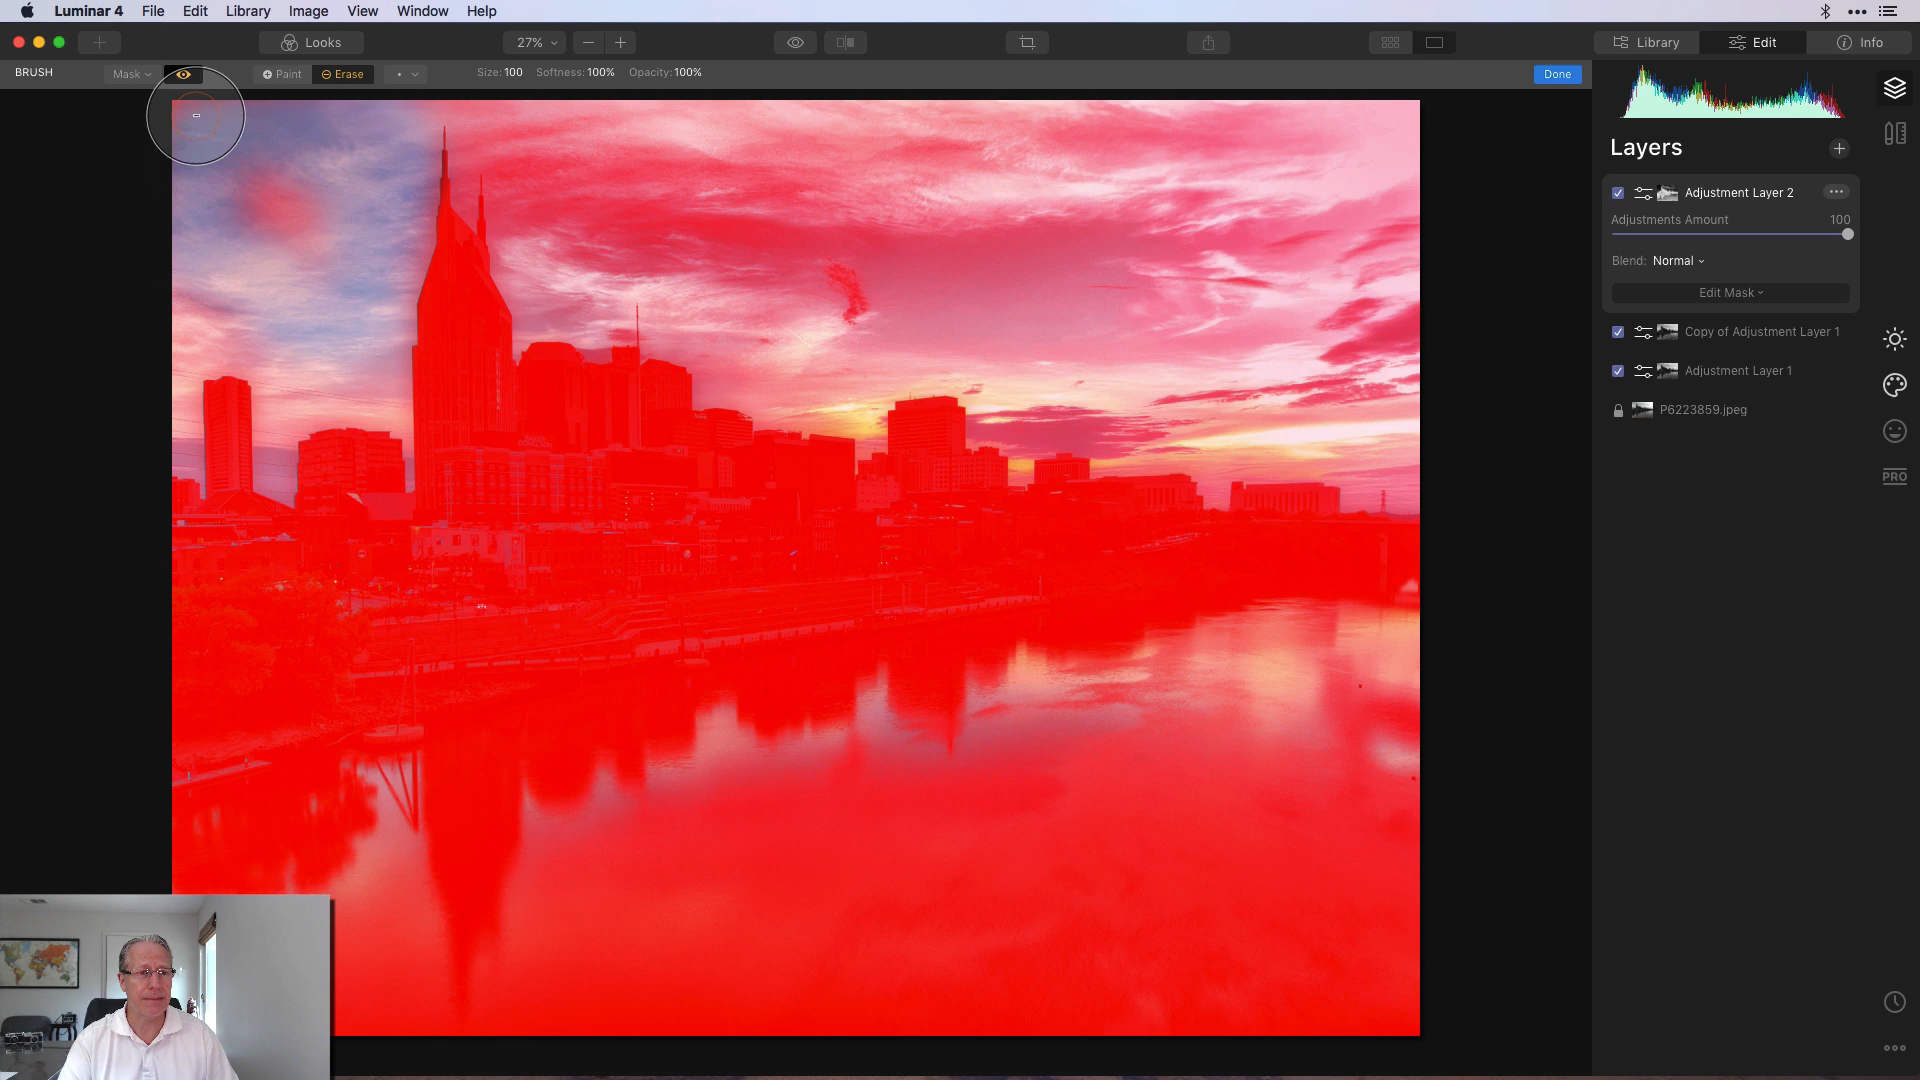 Luminar 4 File Edit Library Image View Window Help
Looks 27% Library Edit Info
BRUSH Mask Paint Erase Size: 100 Softness: 100% Opacity: 100% Done
Layers
Adjustment Layer 2
Adjustments Amount 100
Blend: Normal
Edit Mask
Copy of Adjustment Layer 1
Adjustment Layer 1
P6223859.jpeg
PRO